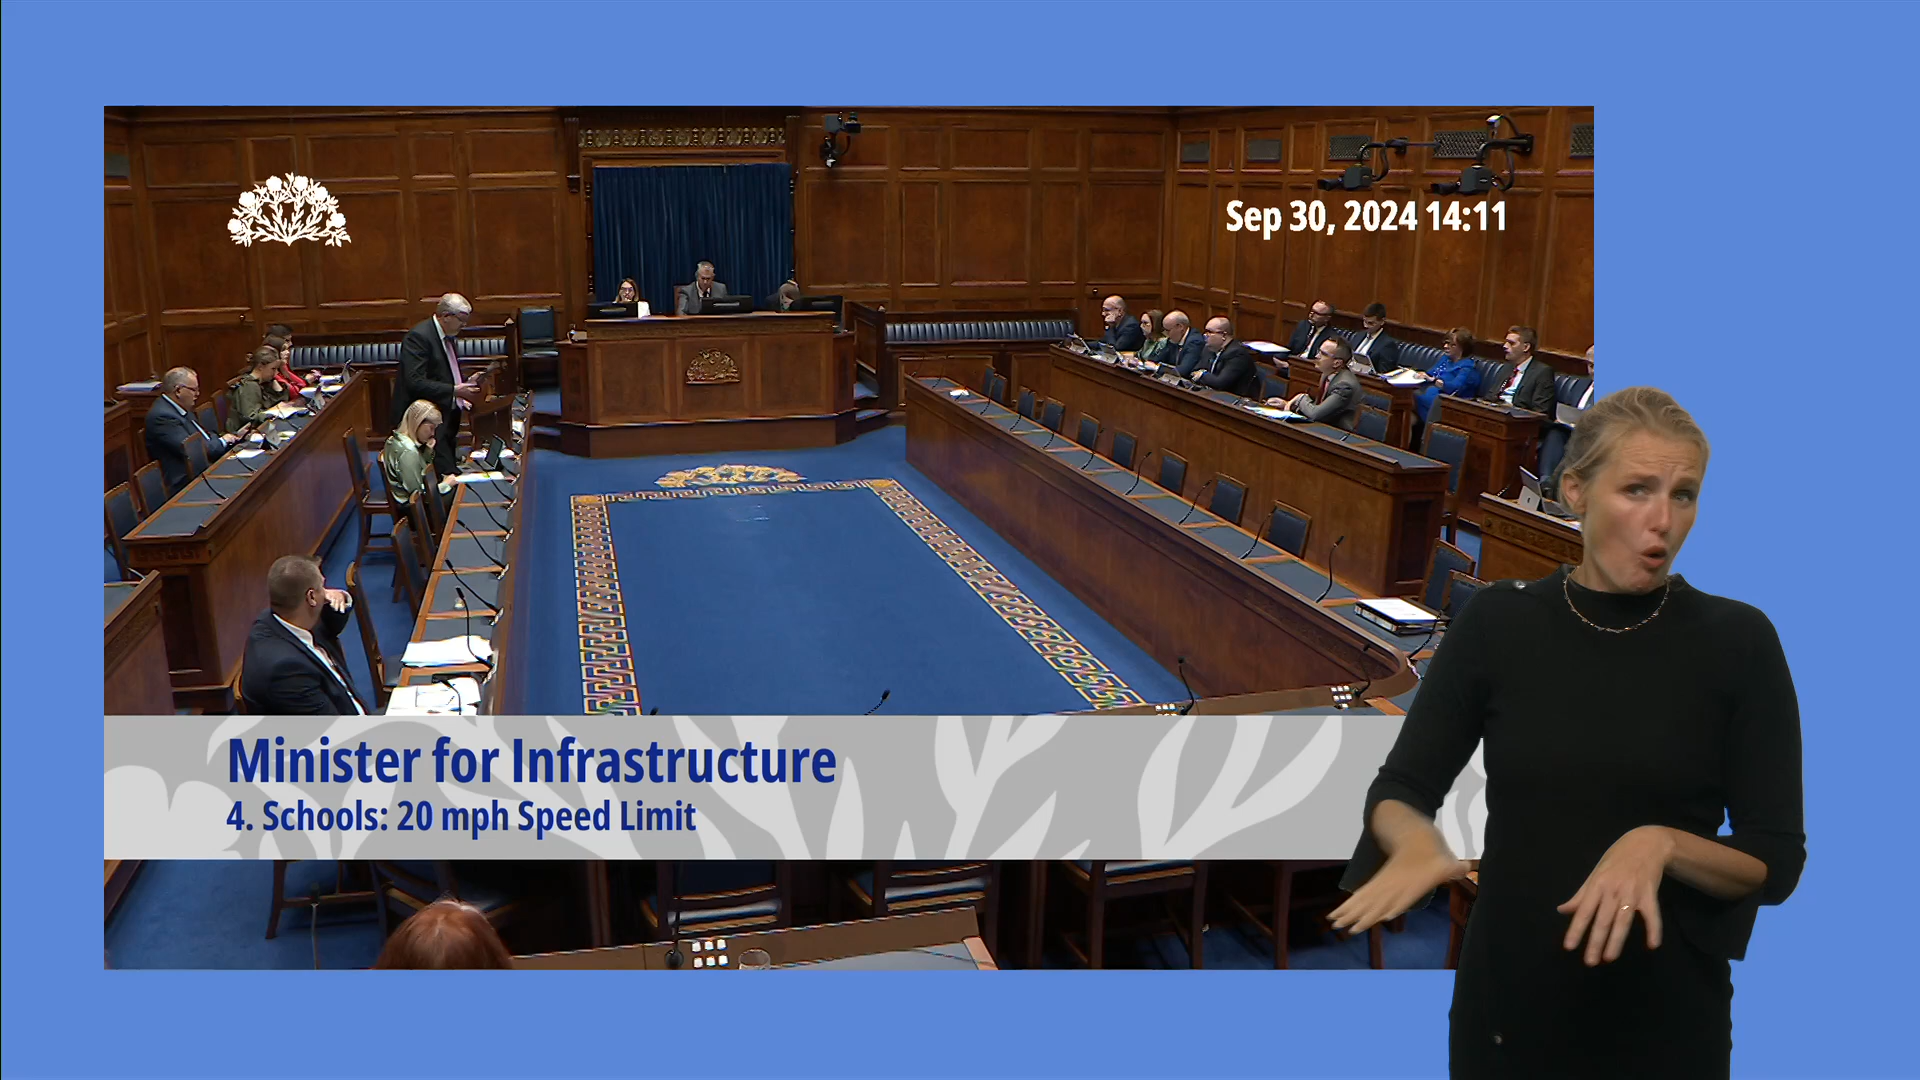 Sep 30, 2024 14:11
Minister for Infrastructure
4. Schools: 20 mph Speed Limit